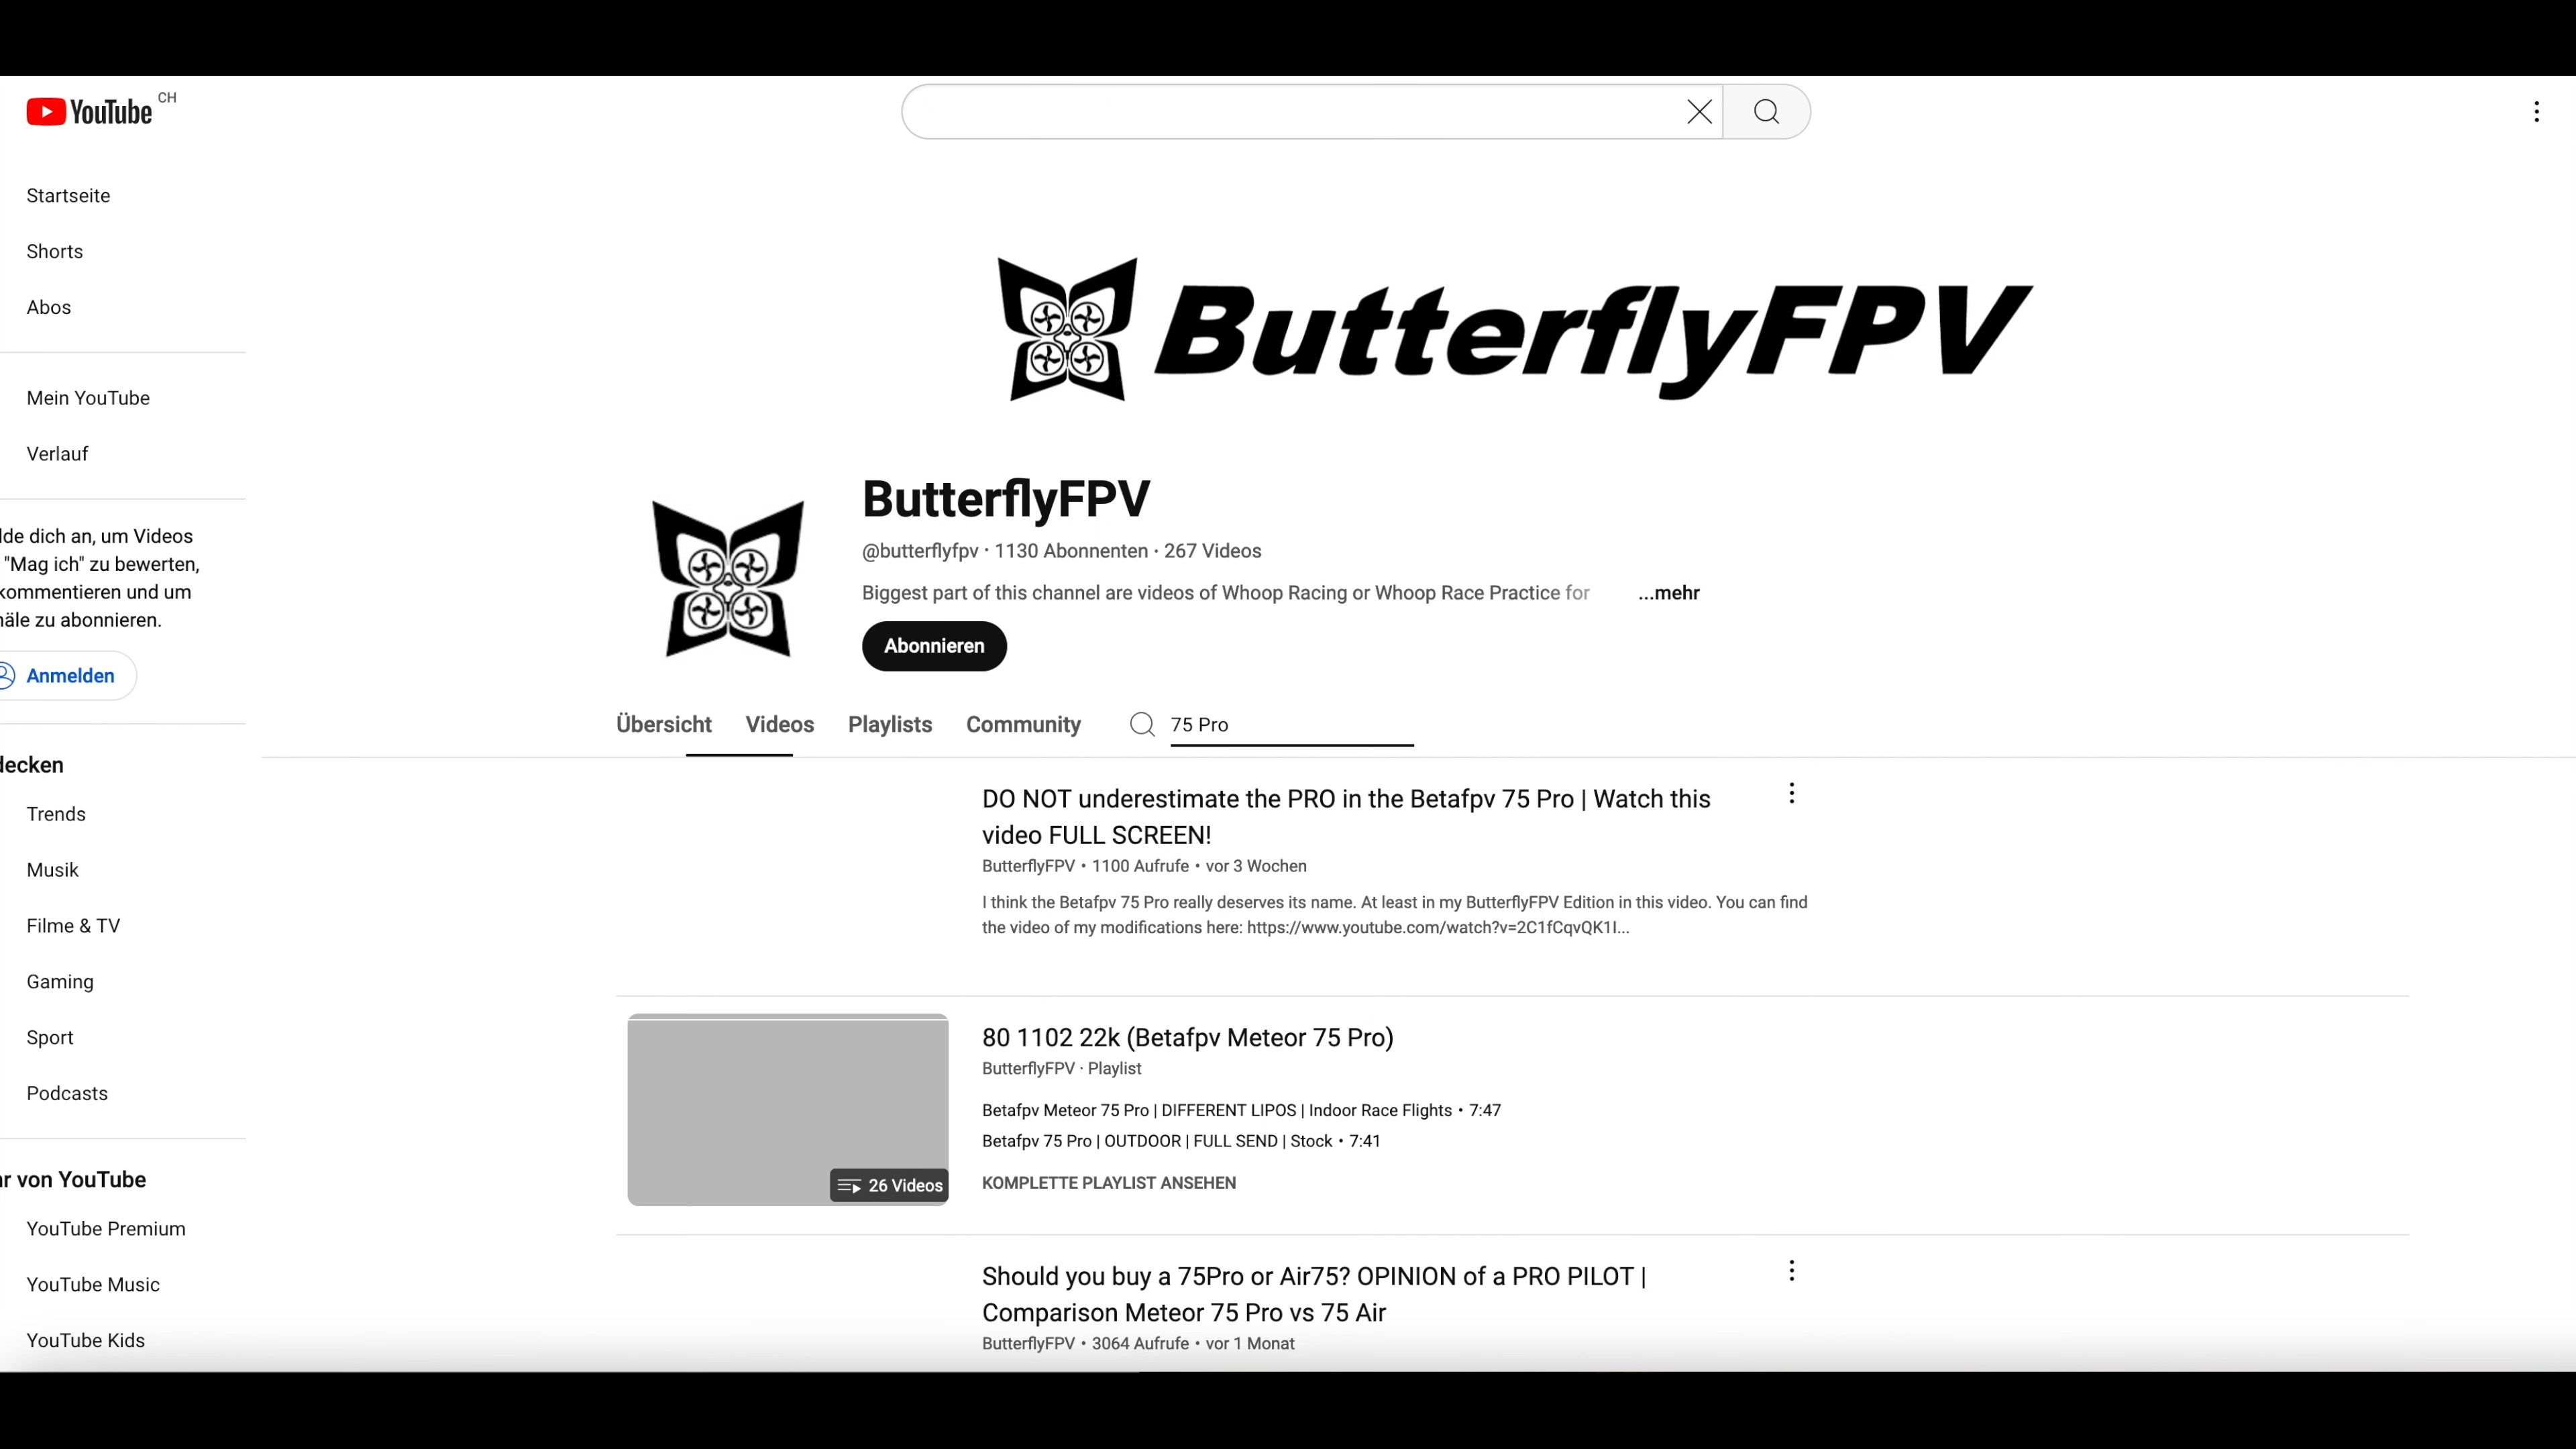 YouTube CH
Startseite
Shorts
Abos
Mein YouTube
Verlauf
lde dich an, um Videos
"Mag ich" zu bewerten,
kommentieren und um
näle zu abonnieren.
Anmelden
decken
Trends
Musik
Filme & TV
Gaming
Sport
Podcasts
hr von YouTube
YouTube Premium
YouTube Music
YouTube Kids
ButterflyFPV
ButterflyFPV
@butterflyfpv · 1130 Abonnenten · 267 Videos
Biggest part of this channel are videos of Whoop Racing or Whoop Race Practice for ...mehr
Abonnieren
Übersicht Videos Playlists Community 75 Pro
DO NOT underestimate the PRO in the Betafpv 75 Pro | Watch this
video FULL SCREEN!
ButterflyFPV • 1100 Aufrufe • vor 3 Wochen
I think the Betafpv 75 Pro really deserves its name. At least in my ButterflyFPV Edition in this video. You can find
the video of my modifications here: https://www.youtube.com/watch?v=2C1fCqvQK1I...
26 Videos
80 1102 22k (Betafpv Meteor 75 Pro)
ButterflyFPV · Playlist
Betafpv Meteor 75 Pro | DIFFERENT LIPOS | Indoor Race Flights • 7:47
Betafpv 75 Pro | OUTDOOR | FULL SEND | Stock • 7:41
KOMPLETTE PLAYLIST ANSEHEN
Should you buy a 75Pro or Air75? OPINION of a PRO PILOT |
Comparison Meteor 75 Pro vs 75 Air
ButterflyFPV • 3064 Aufrufe • vor 1 Monat